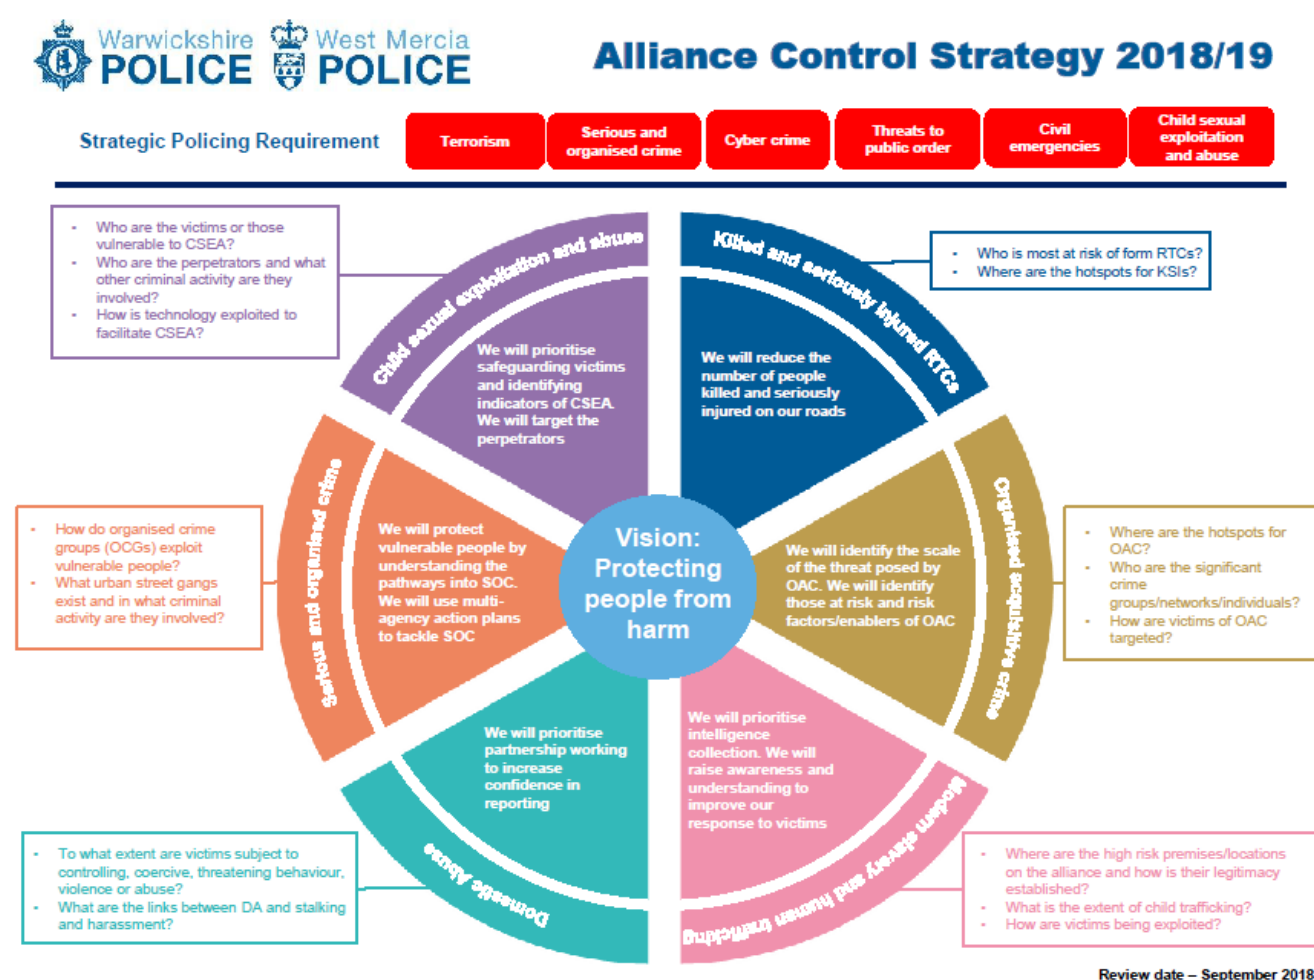 Warwickshire
POLICE
West Mercia
POLICE
Alliance Control Strategy 2018/19
Strategic Policing Requirement
Terrorism
Serious and
organised crime
Cyber crime
Threats to
public order
Civil
emergencies
Child sexual
exploitation
and abuse
• Who are the victims or those
vulnerable to CSEA?
• Who are the perpetrators and what
other criminal activity are they
involved?
• How is technology exploited to
facilitate CSEA?
Child sexual exploitation and abuse
We will prioritise
safeguarding victims
and identifying
indicators of CSEA.
We will target the
perpetrators
Killed and seriously injured RTCs
We will reduce the
number of people
killed and seriously
injured on our roads
• Who is most at risk of form RTCs?
• Where are the hotspots for KSIs?
• How do organised crime
groups (OCGs) exploit
vulnerable people?
• What urban street gangs
exist and in what criminal
activity are they involved?
Serious and organised crime
We will protect
vulnerable people by
understanding the
pathways into SOC.
We will use multi-
agency action plans
to tackle SOC
Vision:
Protecting
people from
harm
We will identify the scale
of the threat posed by
OAC. We will identify
those at risk and risk
factors/enablers of OAC
Organised acquisitive crime
• Where are the hotspots for
OAC?
• Who are the significant
crime
groups/networks/individuals?
• How are victims of OAC
targeted?
We will prioritise
partnership working
to increase
confidence in
reporting
Domestic Abuse
• To what extent are victims subject to
controlling, coercive, threatening behaviour,
violence or abuse?
• What are the links between DA and stalking
and harassment?
We will prioritise
intelligence
collection. We will
raise awareness and
understanding to
improve our
response to victims
Modern slavery and human trafficking
• Where are the high risk premises/locations
on the alliance and how is their legitimacy
established?
• What is the extent of child trafficking?
• How are victims being exploited?
Review date – September 2018